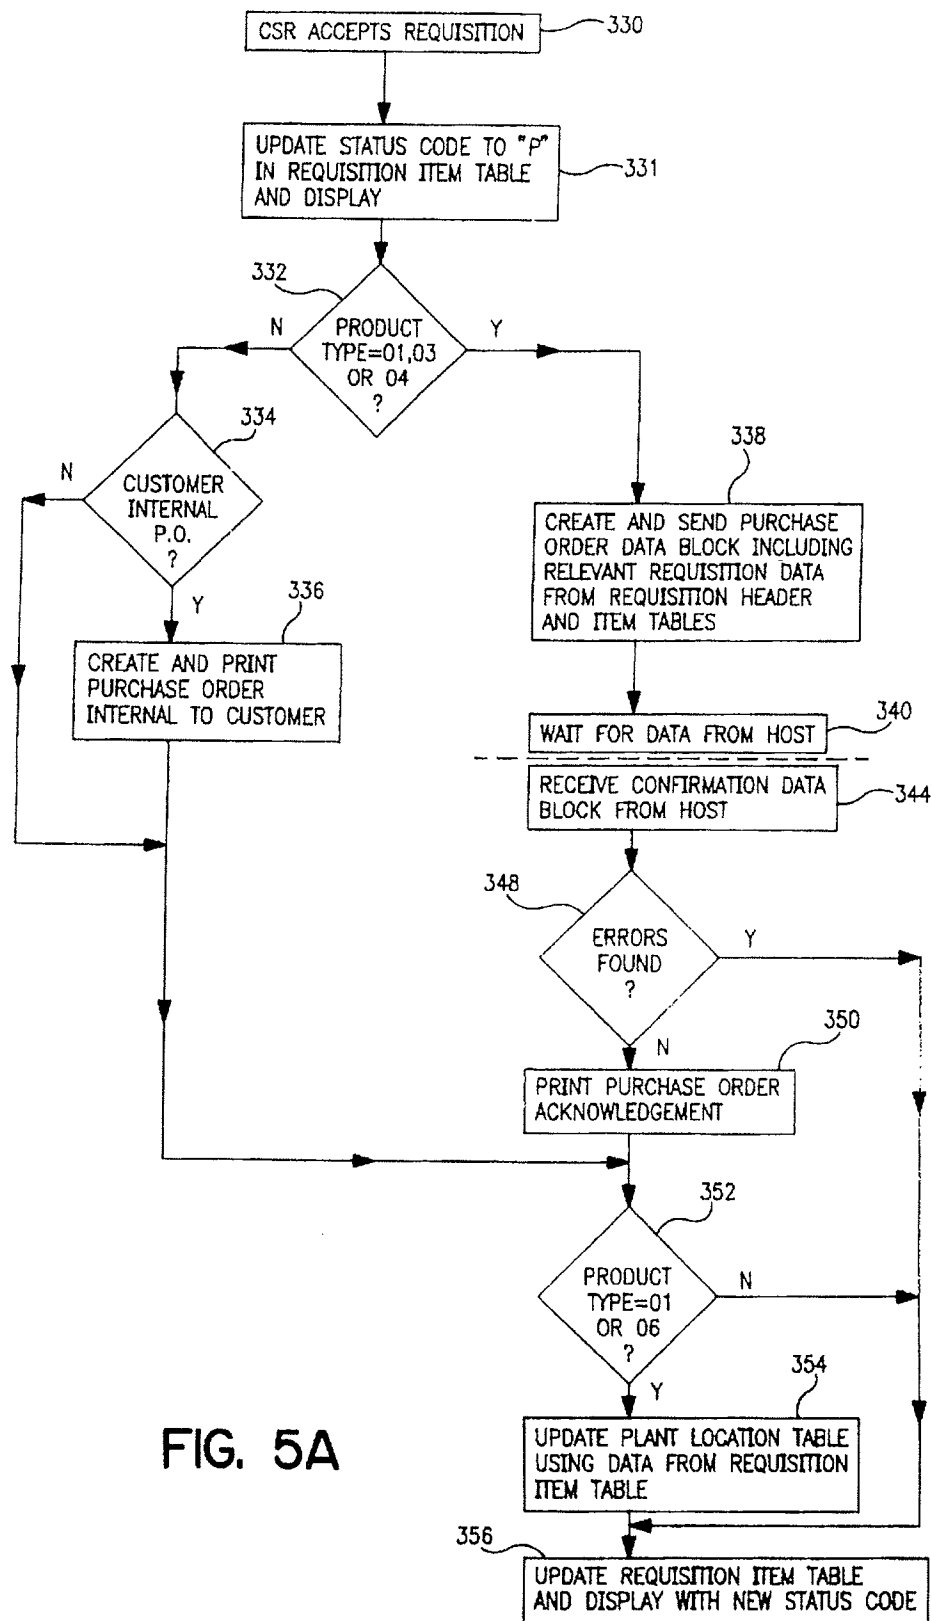 CSR ACCEPTS REQUISITION
330
UPDATE STATUS CODE TO "P"
IN REQUISITION ITEM TABLE
AND DISPLAY
331
332
N
PRODUCT
TYPE=01,03
OR 04
?
Y
334
N
CUSTOMER
INTERNAL
P.O.
?
Y
338
CREATE AND SEND PURCHASE
ORDER DATA BLOCK INCLUDING
RELEVANT REQUISITION DATA
FROM REQUISITION HEADER
AND ITEM TABLES
336
CREATE AND PRINT
PURCHASE ORDER
INTERNAL TO CUSTOMER
WAIT FOR DATA FROM HOST
340
RECEIVE CONFIRMATION DATA
BLOCK FROM HOST
344
348
ERRORS
FOUND
?
Y
N
350
PRINT PURCHASE ORDER
ACKNOWLEDGEMENT
352
PRODUCT
TYPE=01
OR 06
?
N
Y
354
UPDATE PLANT LOCATION TABLE
USING DATA FROM REQUISITION
ITEM TABLE
FIG. 5A
356
UPDATE REQUISITION ITEM TABLE
AND DISPLAY WITH NEW STATUS CODE